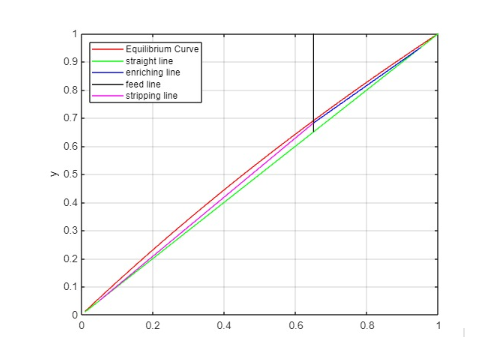 1
0.9
0.8
0.7
0.6
0.5
0.4
0.3
0.2
0.1
0
y
Equilibrium Curve
straight line
enriching line
feed line
stripping line
0 0.2 0.4 0.6 0.8 1